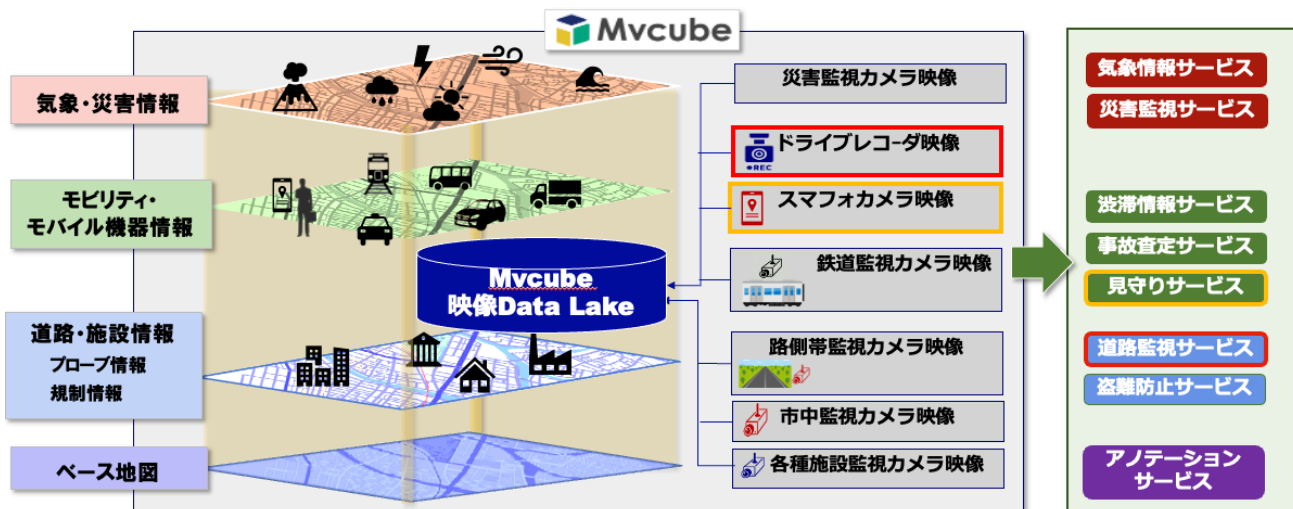 Mvcube
気象・災害情報
モビリティ・
モバイル機器情報
道路・施設情報
プローブ情報
規制情報
ベース地図
Mvcube
映像Data Lake
災害監視カメラ映像
REC
ドライブレコーダ映像
スマフォカメラ映像
鉄道監視カメラ映像
路側帯監視カメラ映像
市中監視カメラ映像
各種施設監視カメラ映像
気象情報サービス
災害監視サービス
渋滞情報サービス
事故査定サービス
見守りサービス
道路監視サービス
盗難防止サービス
アノテーション
サービス